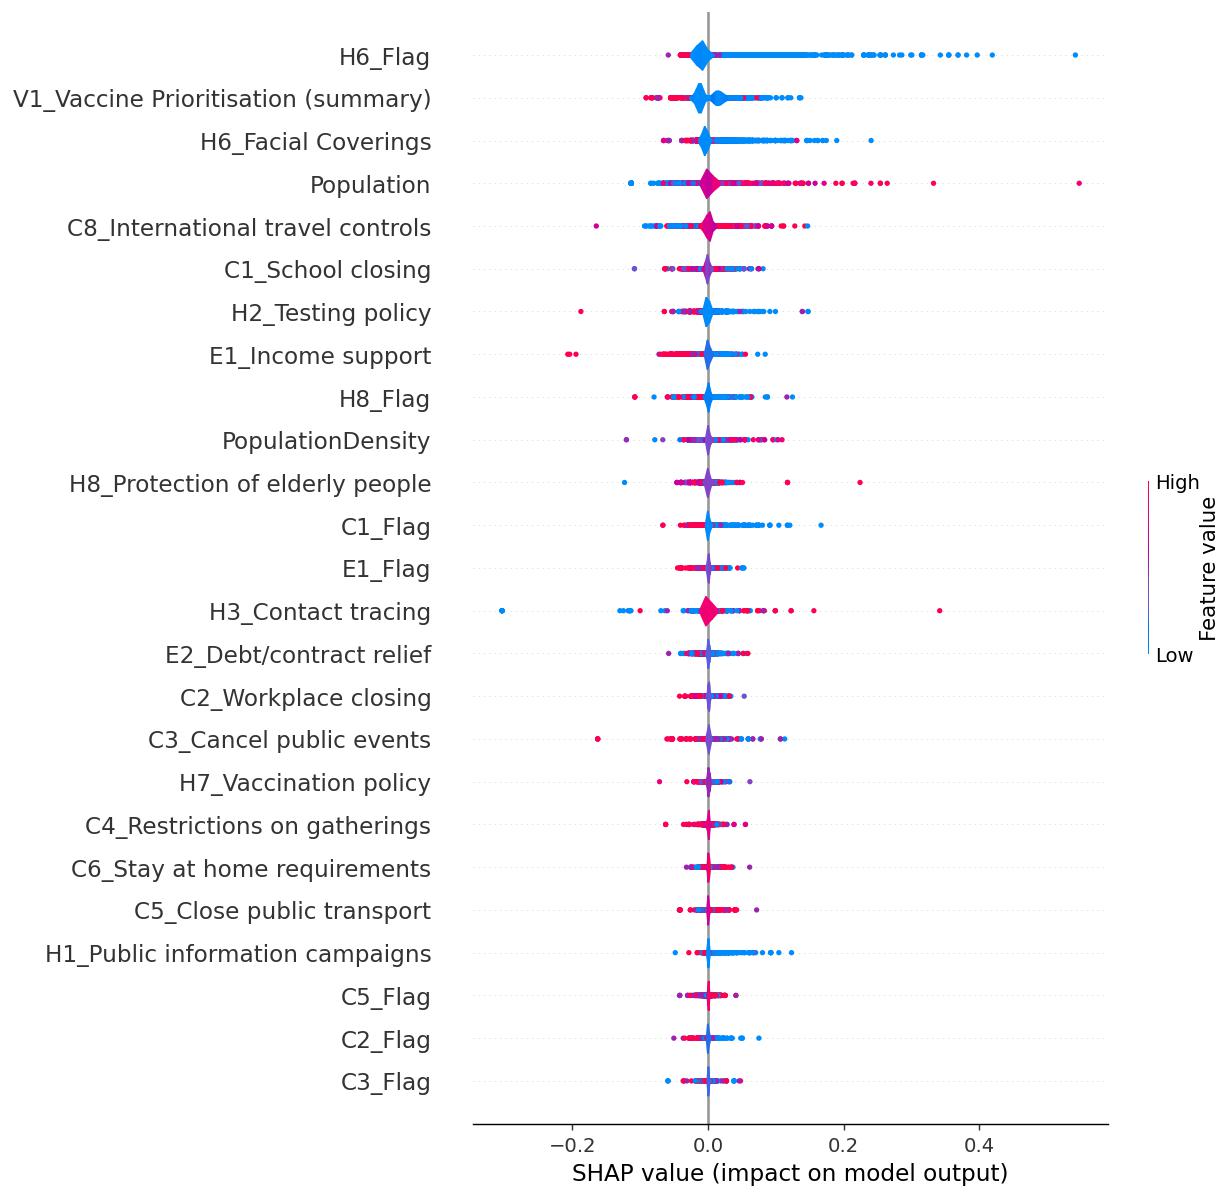 H6_Flag
V1_Vaccine Prioritisation (summary)
H6_Facial Coverings
Population
C8_International travel controls
C1_School closing
H2_Testing policy
E1_Income support
H8_Flag
PopulationDensity
H8_Protection of elderly people
C1_Flag
E1_Flag
H3_Contact tracing
E2_Debt/contract relief
C2_Workplace closing
C3_Cancel public events
H7_Vaccination policy
C4_Restrictions on gatherings
C6_Stay at home requirements
C5_Close public transport
H1_Public information campaigns
C5_Flag
C2_Flag
C3_Flag
−0.2 0.0 0.2 0.4
SHAP value (impact on model output)
High
Feature value
Low